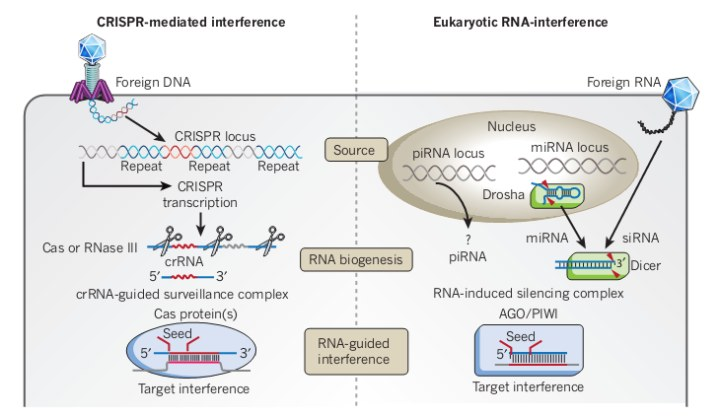 CRISPR-mediated interference
Eukaryotic RNA-interference
Foreign DNA
Foreign RNA
CRISPR locus
Repeat Repeat Repeat
CRISPR
transcription
Source
Nucleus
piRNA locus
miRNA locus
Drosha
?
piRNA
miRNA
siRNA
3′
Dicer
Cas or RNase III
crRNA
5′ 3′
RNA biogenesis
crRNA-guided surveillance complex
RNA-induced silencing complex
Cas protein(s)
Seed
5′ 3′
Target interference
RNA-guided
interference
AGO/PIWI
Seed
5′
Target interference